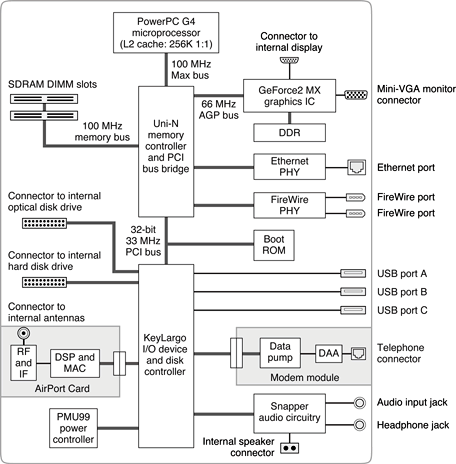 PowerPC G4
microprocessor
(L2 cache: 256K 1:1)
Connector to
internal display
100 MHz
Max bus
SDRAM DIMM slots
66 MHz
AGP bus
GeForce2 MX
graphics IC
Mini-VGA monitor
connector
100 MHz
memory bus
Uni-N
memory
controller
and PCI
bus bridge
DDR
Ethernet
PHY
Ethernet port
Connector to internal
optical disk drive
FireWire
PHY
FireWire port
FireWire port
32-bit
33 MHz
PCI bus
Boot
ROM
Connector to internal
hard disk drive
USB port A
USB port B
USB port C
Connector to
internal antennas
KeyLargo
I/O device
and disk
controller
RF
and
IF
DSP and
MAC
AirPort Card
Data
pump
DAA
Telephone
connector
Modem module
PMU99
power
controller
Snapper
audio circuitry
Audio input jack
Headphone jack
Internal speaker
connector